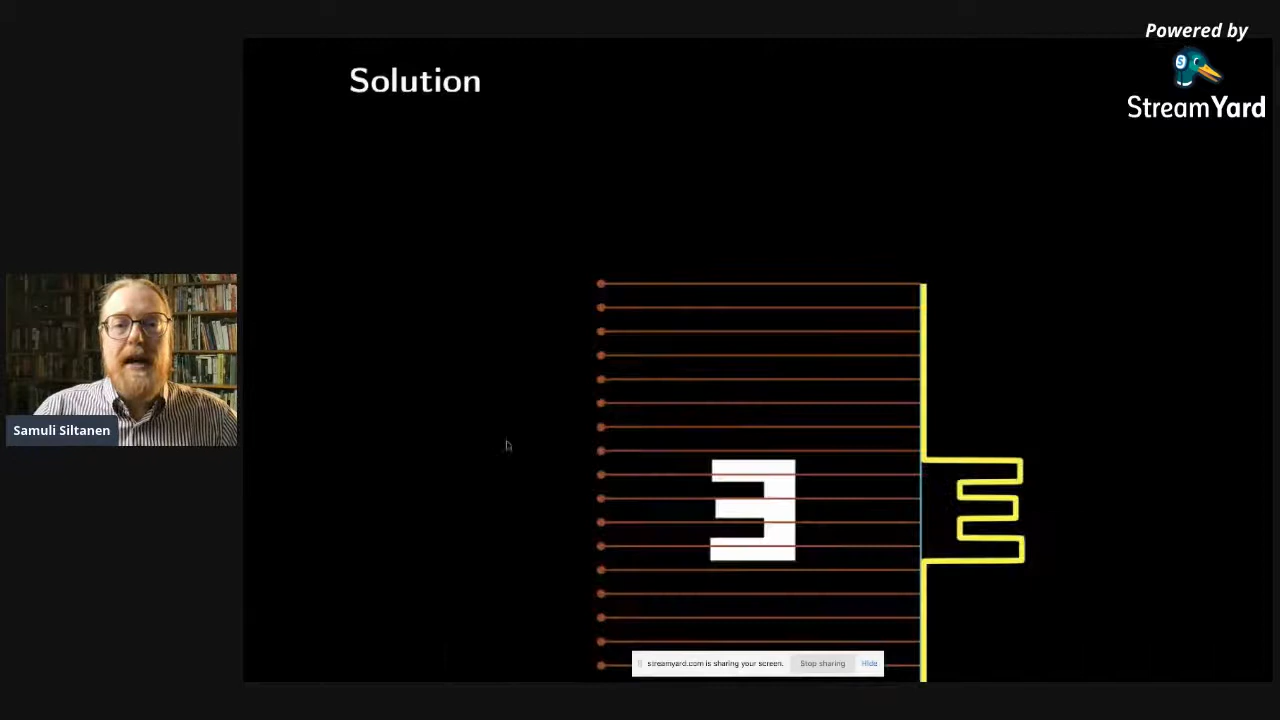 Powered by
StreamYard
Solution
Samuli Siltanen
streamyard.com is sharing your screen.
Stop sharing
Hide